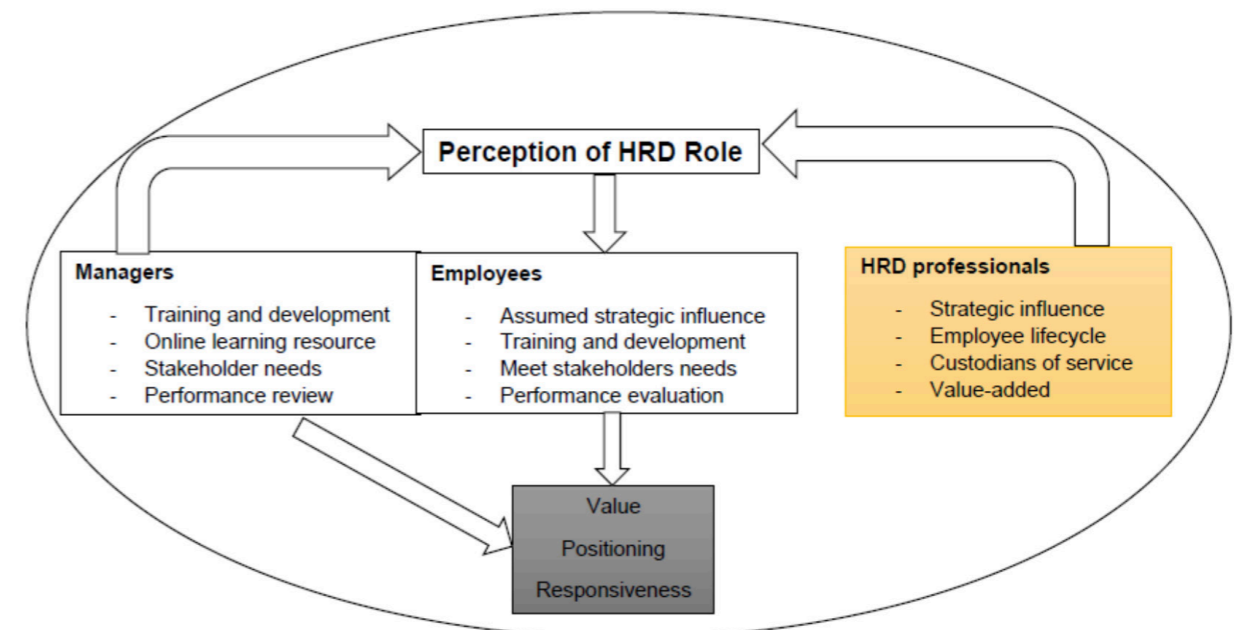 Perception of HRD Role
Managers
- Training and development
- Online learning resource
- Stakeholder needs
- Performance review
Employees
- Assumed strategic influence
- Training and development
- Meet stakeholders needs
- Performance evaluation
HRD professionals
- Strategic influence
- Employee lifecycle
- Custodians of service
- Value-added
Value
Positioning
Responsiveness